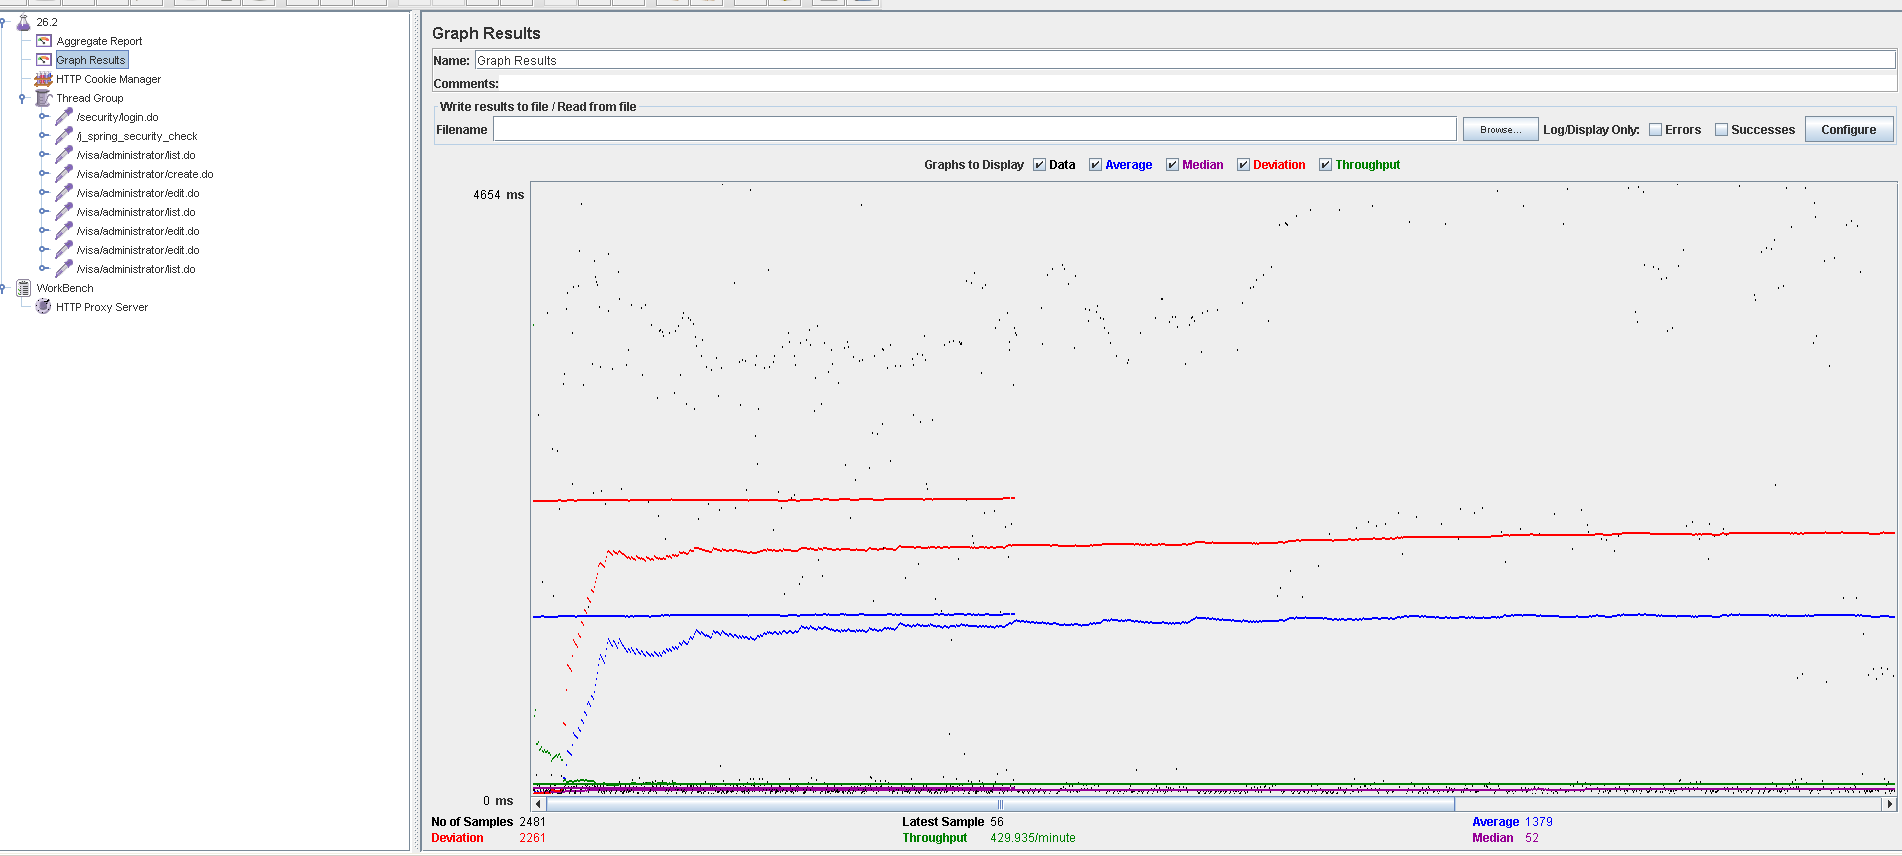 26.2
Aggregate Report
Graph Results
HTTP Cookie Manager
Thread Group
/security/login.do
/j_spring_security_check
/visa/administrator/list.do
/visa/administrator/create.do
/visa/administrator/edit.do
/visa/administrator/list.do
/visa/administrator/edit.do
/visa/administrator/edit.do
/visa/administrator/list.do
WorkBench
HTTP Proxy Server
Graph Results
Name: Graph Results
Comments:
Write results to file / Read from file
Filename Browse... Log/Display Only: Errors Successes Configure
Graphs to Display Data Average Median Deviation Throughput
4654 ms
0 ms
No of Samples 2481 Latest Sample 56 Average 1379
Deviation 2261 Throughput 429.935/minute Median 52